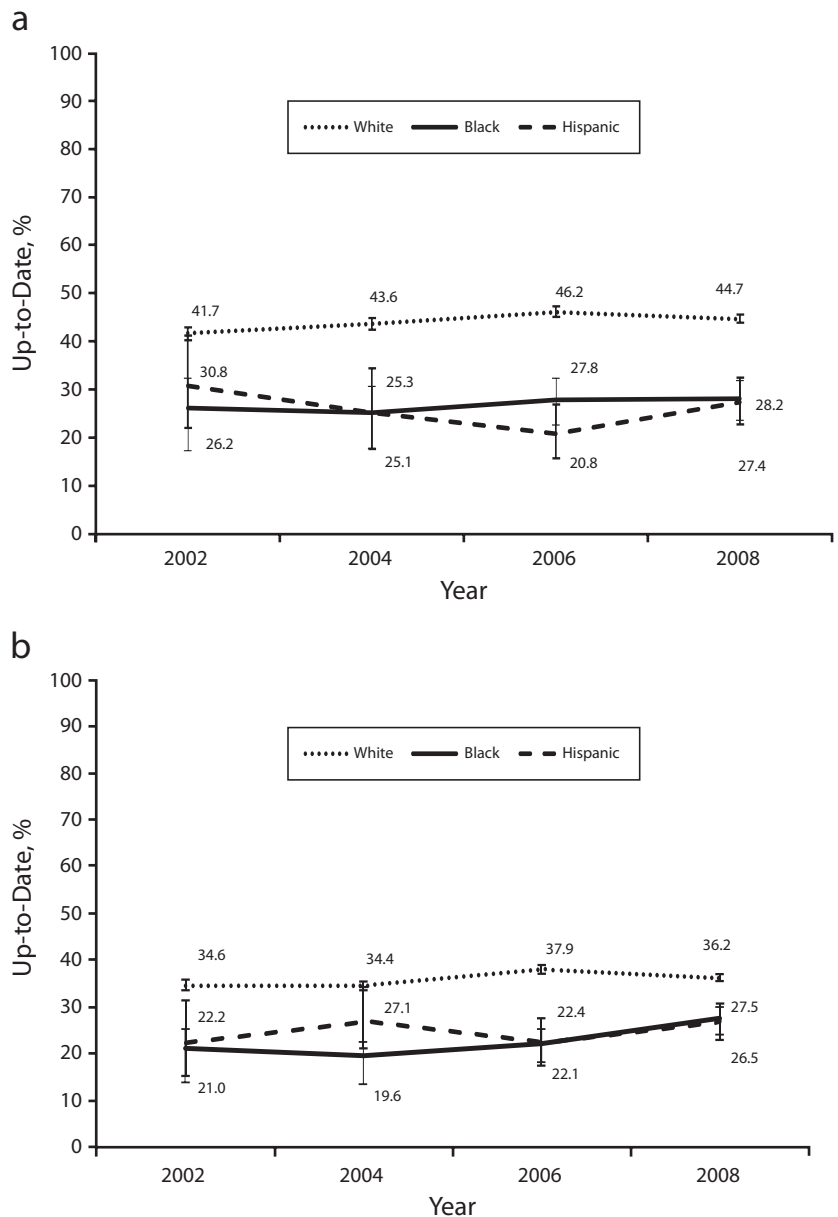 a
100
90
White Black Hispanic
80
70
60
Up-to-Date, %
50
41.7 43.6 46.2 44.7
40
30.8 25.3 27.8
30
28.2
20
26.2 25.1 20.8 27.4
10
0
2002 2004 2006 2008
Year
b
100
90
White Black Hispanic
80
70
60
Up-to-Date, %
50
34.6 34.4 37.9 36.2
40
30
22.2 27.1 22.4 27.5
20
21.0 19.6 22.1 26.5
10
0
2002 2004 2006 2008
Year